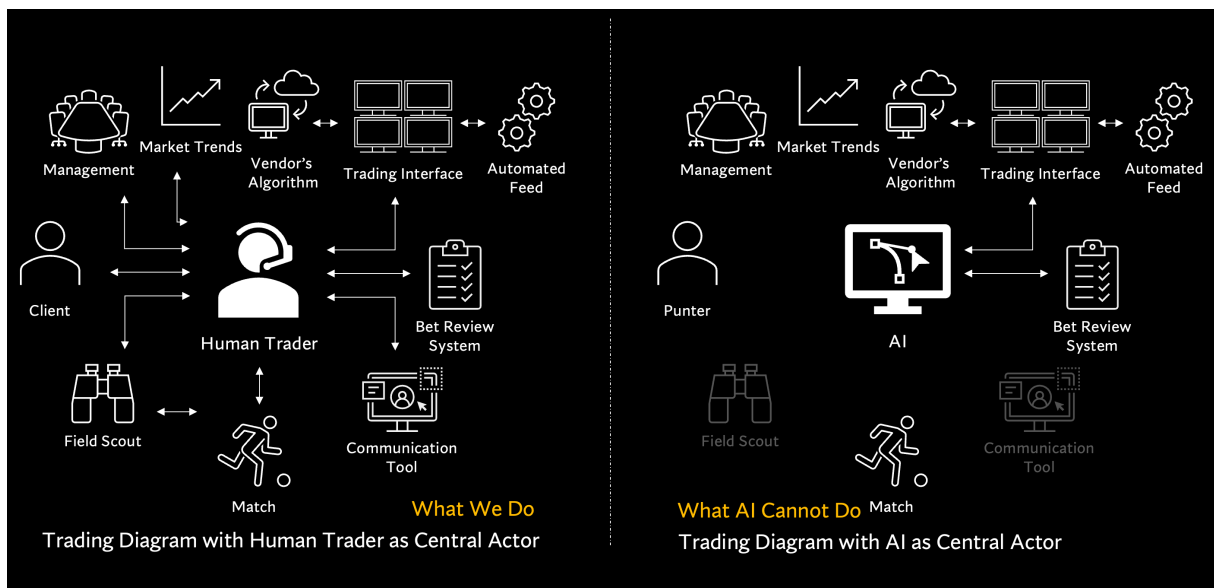 Management
Market Trends
Vendor's
Algorithm
Trading Interface
Automated
Feed
Client
Human Trader
Bet Review
System
Field Scout
Match
Communication
Tool
What We Do
Trading Diagram with Human Trader as Central Actor
Management
Market Trends
Vendor's
Algorithm
Trading Interface
Automated
Feed
Punter
AI
Bet Review
System
Field Scout
Communication
Tool
Match
What AI Cannot Do
Trading Diagram with AI as Central Actor